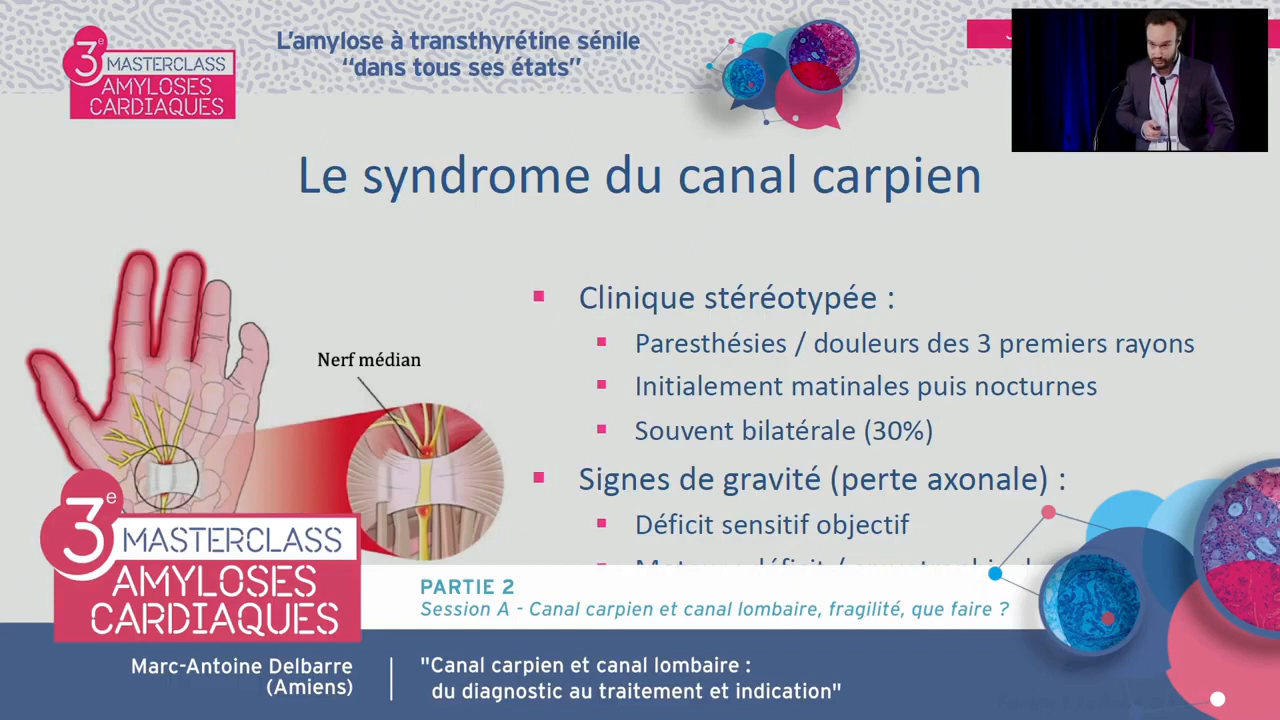 3e
MASTERCLASS
AMYLOSES
CARDIAQUES
L'amylose à transthyrétine sénile
“dans tous ses états”
Le syndrome du canal carpien
Nerf médian
Clinique stéréotypée :
Paresthésies / douleurs des 3 premiers rayons
Initialement matinales puis nocturnes
Souvent bilatérale (30%)
Signes de gravité (perte axonale) :
Déficit sensitif objectif
3e
MASTERCLASS
AMYLOSES
CARDIAQUES
PARTIE 2
Session A - Canal carpien et canal lombaire, fragilité, que faire ?
Marc-Antoine Delbarre
(Amiens)
"Canal carpien et canal lombaire :
du diagnostic au traitement et indication"